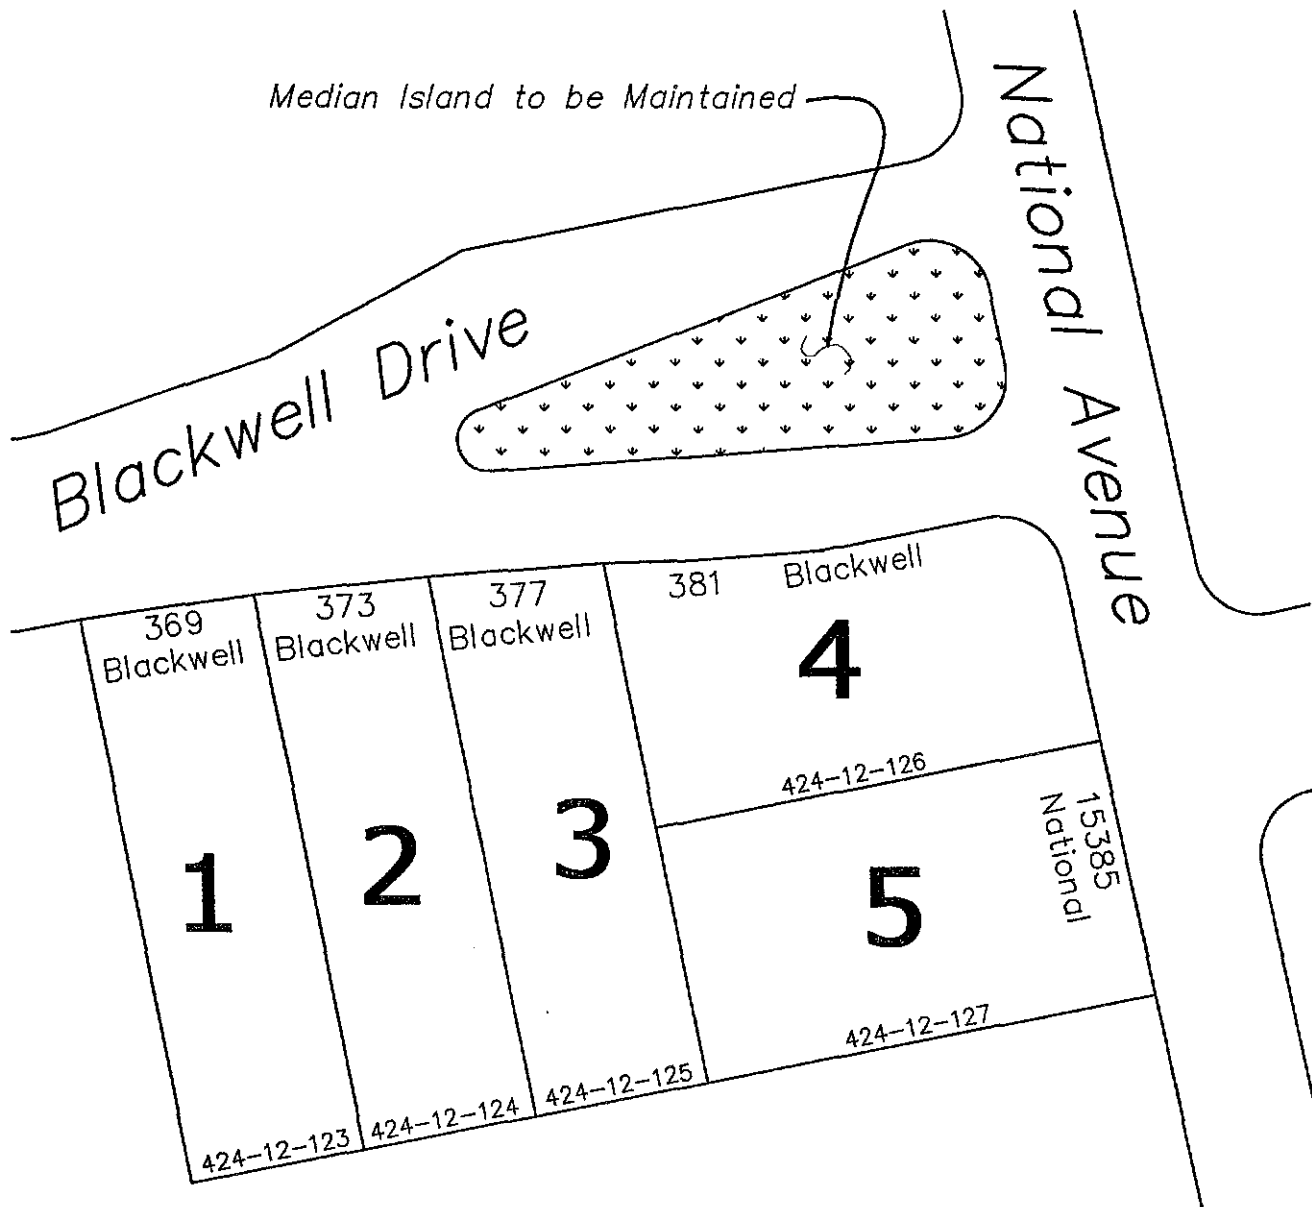 Median Island to be Maintained
National Avenue
Blackwell Drive
369
Blackwell
373
Blackwell
377
Blackwell
381 Blackwell
4
424-12-126
15385
National
1
2
3
5
424-12-127
424-12-123
424-12-124
424-12-125